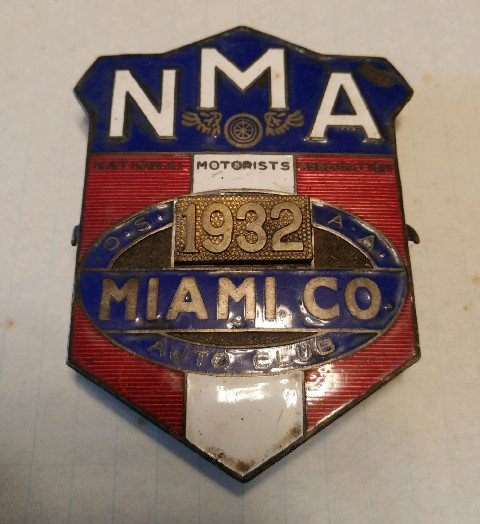 NMA
NATIONAL MOTORISTS ASSOCIATION
O.S.A.A.
1932
MIAMI CO.
AUTO CLUB